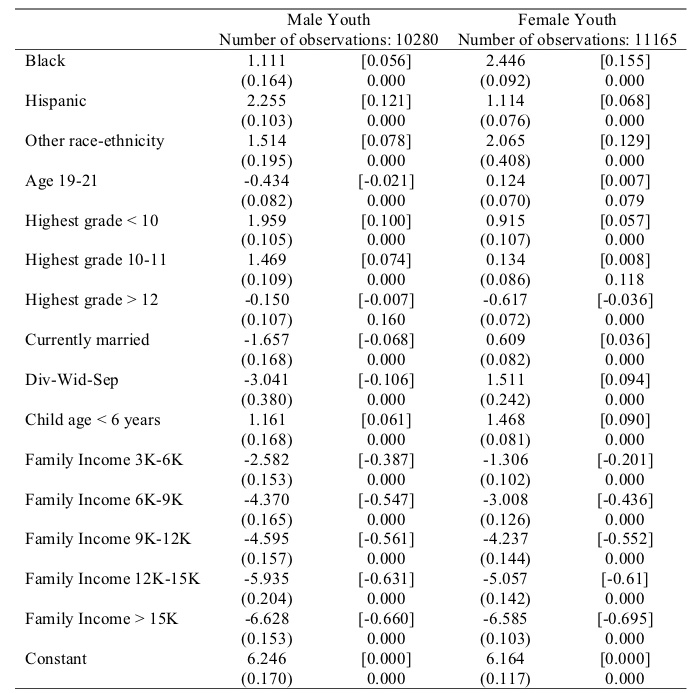 Male Youth Female Youth
Number of observations: 10280 Number of observations: 11165
Black 1.111 [0.056] 2.446 [0.155]
(0.164) 0.000 (0.092) 0.000
Hispanic 2.255 [0.121] 1.114 [0.068]
(0.103) 0.000 (0.076) 0.000
Other race-ethnicity 1.514 [0.078] 2.065 [0.129]
(0.195) 0.000 (0.408) 0.000
Age 19-21 -0.434 [-0.021] 0.124 [0.007]
(0.082) 0.000 (0.070) 0.079
Highest grade < 10 1.959 [0.100] 0.915 [0.057]
(0.105) 0.000 (0.107) 0.000
Highest grade 10-11 1.469 [0.074] 0.134 [0.008]
(0.109) 0.000 (0.086) 0.118
Highest grade > 12 -0.150 [-0.007] -0.617 [-0.036]
(0.107) 0.160 (0.072) 0.000
Currently married -1.657 [-0.068] 0.609 [0.036]
(0.168) 0.000 (0.082) 0.000
Div-Wid-Sep -3.041 [-0.106] 1.511 [0.094]
(0.380) 0.000 (0.242) 0.000
Child age < 6 years 1.161 [0.061] 1.468 [0.090]
(0.168) 0.000 (0.081) 0.000
Family Income 3K-6K -2.582 [-0.387] -1.306 [-0.201]
(0.153) 0.000 (0.102) 0.000
Family Income 6K-9K -4.370 [-0.547] -3.008 [-0.436]
(0.165) 0.000 (0.126) 0.000
Family Income 9K-12K -4.595 [-0.561] -4.237 [-0.552]
(0.157) 0.000 (0.144) 0.000
Family Income 12K-15K -5.935 [-0.631] -5.057 [-0.61]
(0.204) 0.000 (0.142) 0.000
Family Income > 15K -6.628 [-0.660] -6.585 [-0.695]
(0.153) 0.000 (0.103) 0.000
Constant 6.246 [0.000] 6.164 [0.000]
(0.170) 0.000 (0.117) 0.000